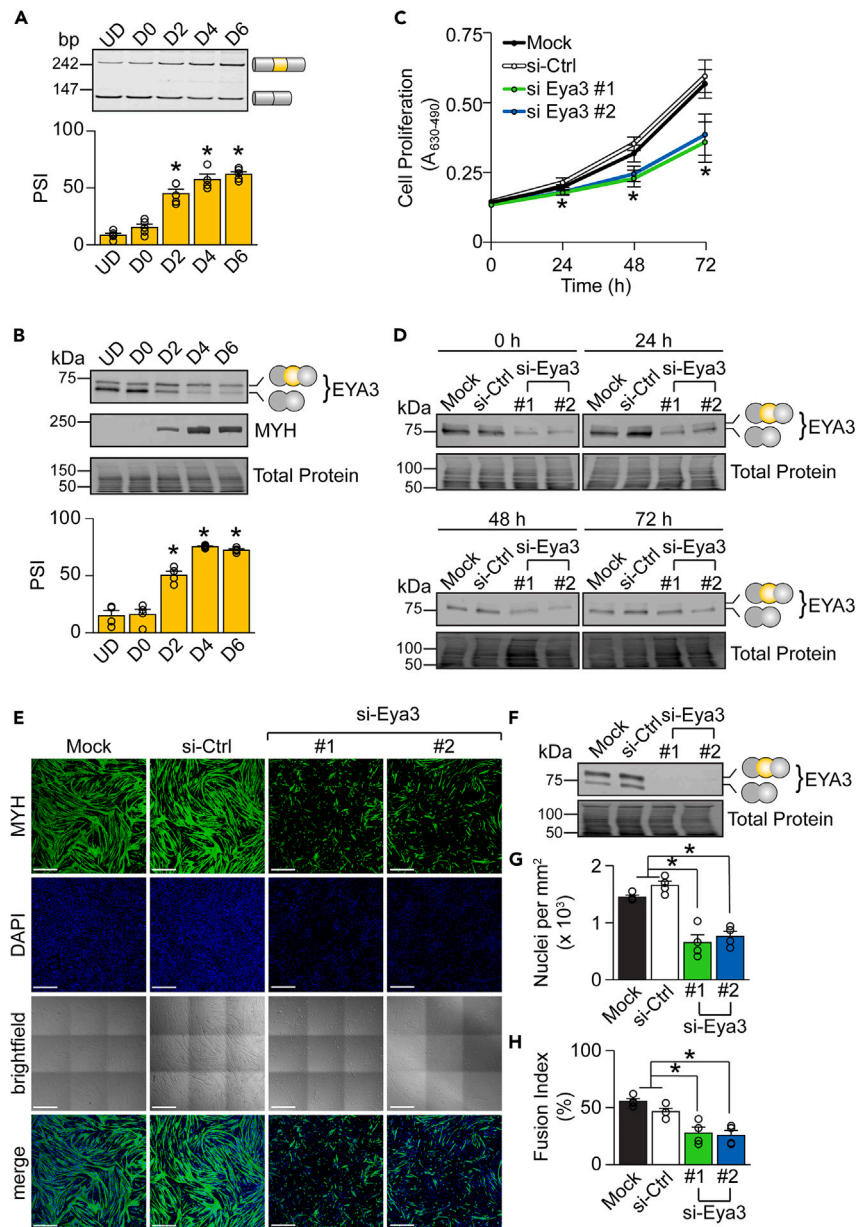 A
bp
UD D0 D2 D4 D6
242
147
100
50
0
PSI
* * *
UD D0 D2 D4 D6
B
kDa
UD D0 D2 D4 D6
75
EYA3
250
MYH
150
50
Total Protein
100
50
0
PSI
* * *
UD D0 D2 D4 D6
C
Cell Proliferation
(A630-490)
0.75
0.50
0.25
0
Mock
si-Ctrl
si Eya3 #1
si Eya3 #2
* * *
0 24 48 72
Time (h)
D
0 h 24 h
si-Eya3 si-Eya3
Mock si-Ctrl #1 #2 Mock si-Ctrl #1 #2
kDa
75
EYA3
100
50
Total Protein
48 h 72 h
si-Eya3 si-Eya3
Mock si-Ctrl #1 #2 Mock si-Ctrl #1 #2
kDa
75
EYA3
100
50
Total Protein
E
si-Eya3
Mock si-Ctrl #1 #2
MYH
DAPI
brightfield
merge
F
si-Eya3
Mock si-Ctrl #1 #2
kDa
75
EYA3
100
50
Total Protein
G
Nuclei per mm²
(x 10³)
2
1
0
*
*
Mock si-Ctrl #1 #2
si-Eya3
H
Fusion Index
(%)
100
50
0
*
*
Mock si-Ctrl #1 #2
si-Eya3